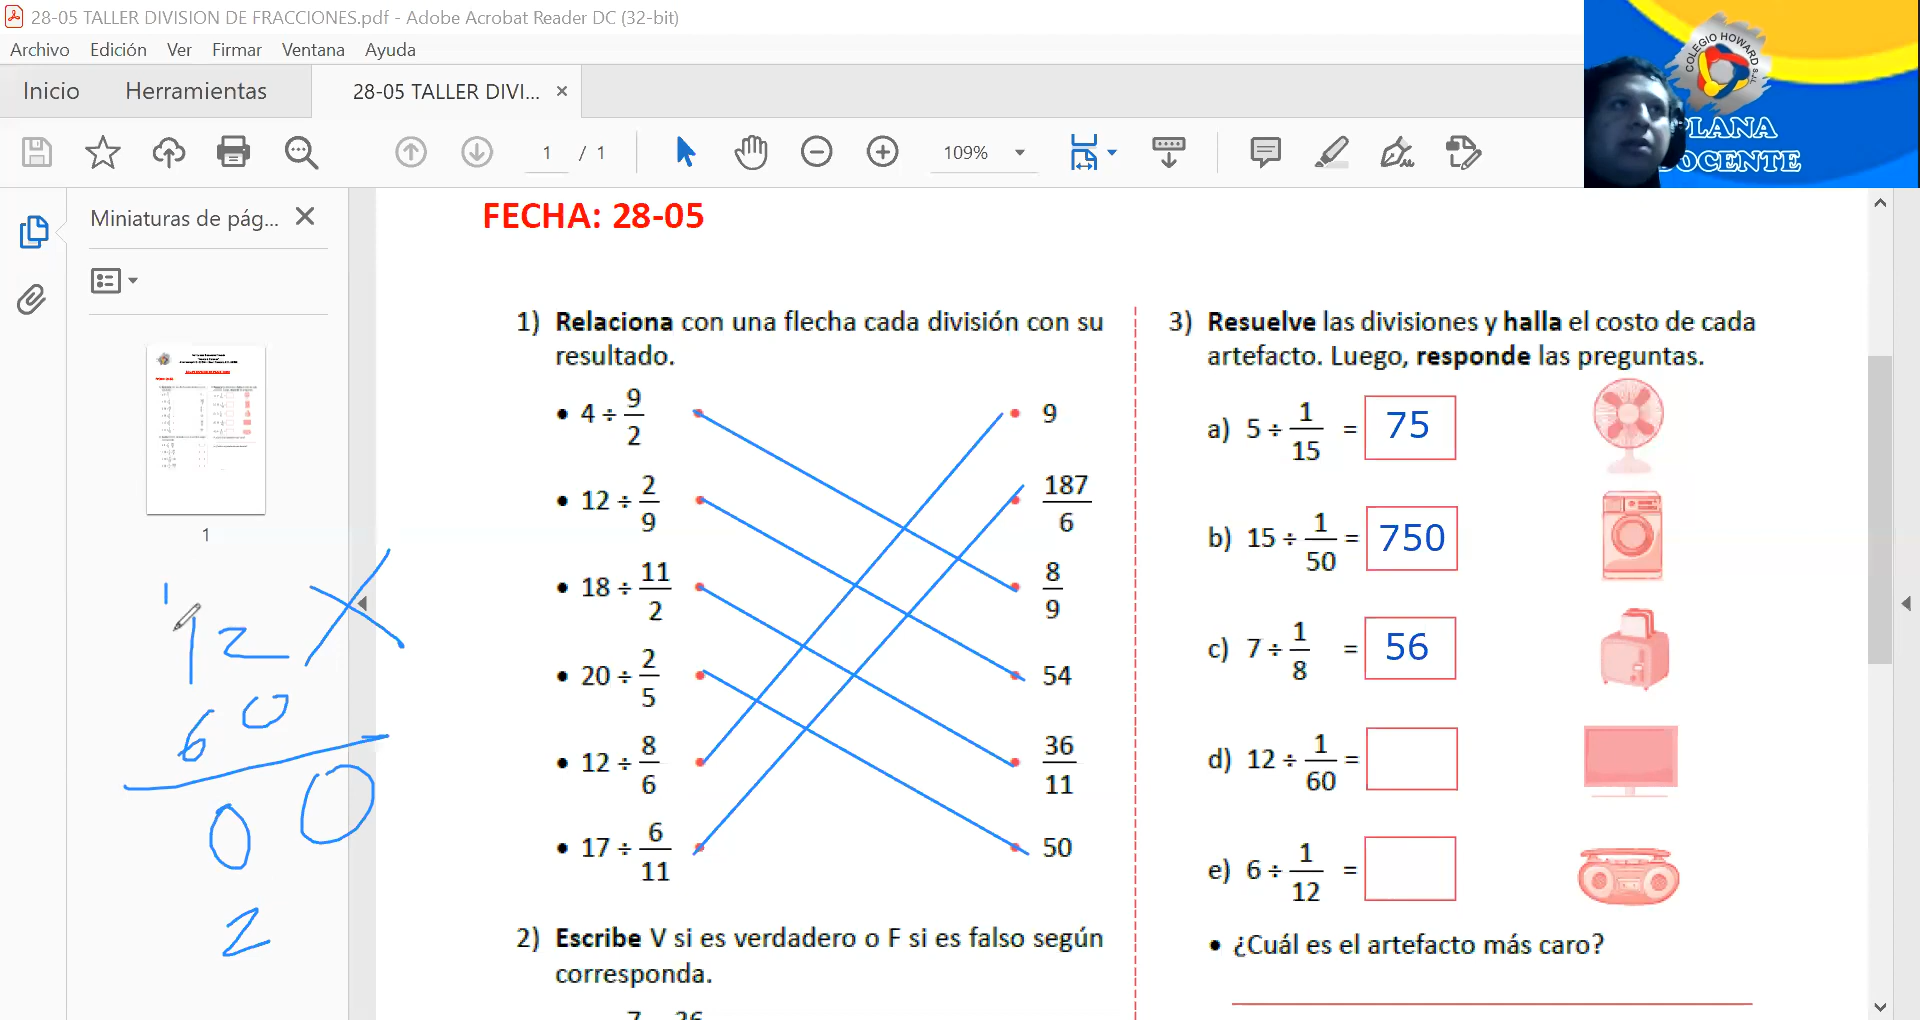 28-05 TALLER DIVISION DE FRACCIONES.pdf - Adobe Acrobat Reader DC (32-bit)
Archivo Edición Ver Firmar Ventana Ayuda
Inicio Herramientas 28-05 TALLER DIVI... ×
1 / 1 109%
COLEGIO HOWARD S.J.L
PLANA
DOCENTE
Miniaturas de pág... ×
1
FECHA: 28-05
1) Relaciona con una flecha cada división con su
resultado.
• 4 ÷ 9/2
• 12 ÷ 2/9
• 18 ÷ 11/2
• 20 ÷ 2/5
• 12 ÷ 8/6
• 17 ÷ 6/11
9
187/6
8/9
54
36/11
50
2) Escribe V si es verdadero o F si es falso según
corresponda.
3) Resuelve las divisiones y halla el costo de cada
artefacto. Luego, responde las preguntas.
a) 5 ÷ 1/15 = 75
b) 15 ÷ 1/50 = 750
c) 7 ÷ 1/8 = 56
d) 12 ÷ 1/60 =
e) 6 ÷ 1/12 =
• ¿Cuál es el artefacto más caro?
1
12 X
60
0 0
2